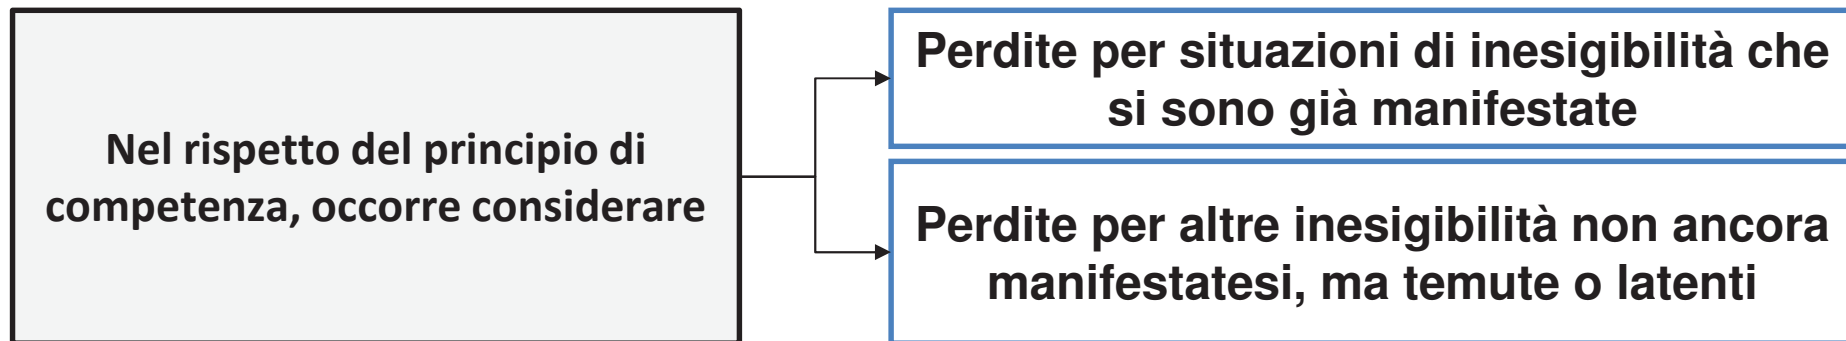 Nel rispetto del principio di
competenza, occorre considerare
Perdite per situazioni di inesigibilità che
si sono già manifestate
Perdite per altre inesigibilità non ancora
manifestatesi, ma temute o latenti